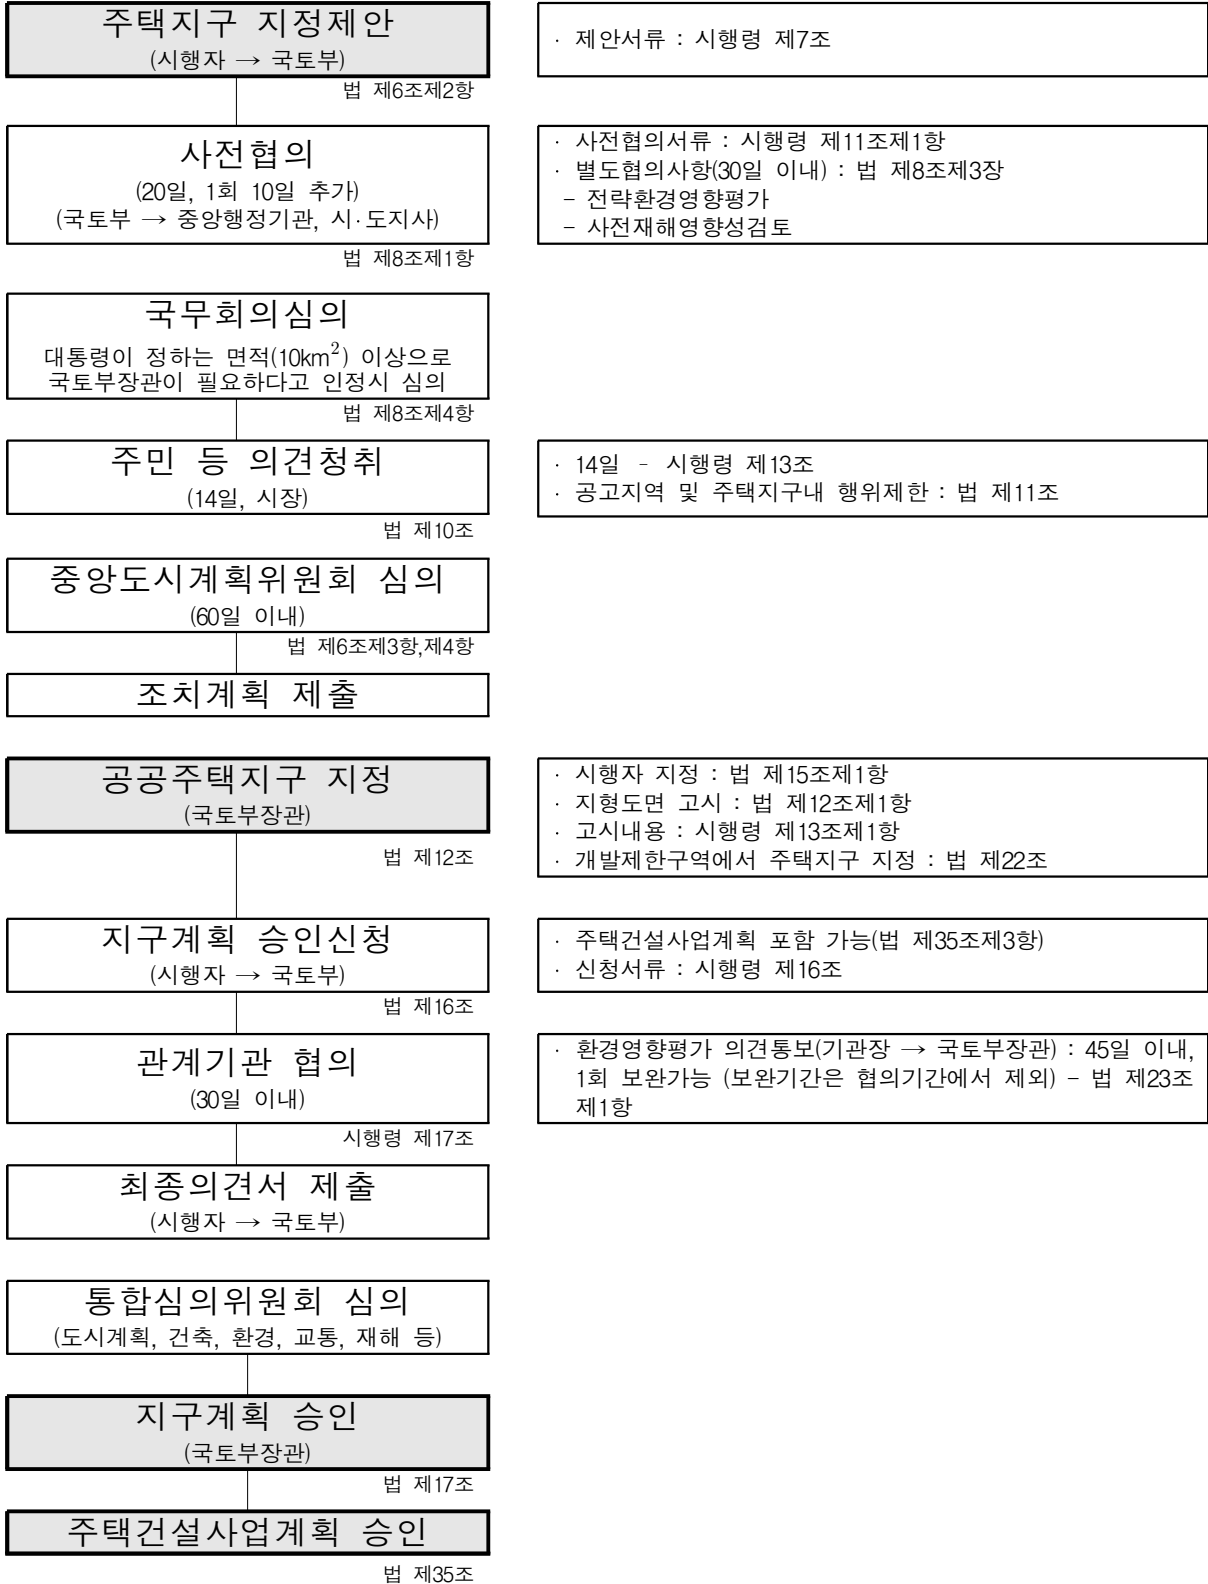 주택지구 지정제안
(시행자 → 국토부)
· 제안서류 : 시행령 제7조
법 제6조제2항
사전협의
(20일, 1회 10일 추가)
(국토부 → 중앙행정기관, 시·도지사)
· 사전협의서류 : 시행령 제11조제1항
· 별도협의사항(30일 이내) : 법 제8조제3장
- 전략환경영향평가
- 사전재해영향성검토
법 제8조제1항
국무회의심의
대통령이 정하는 면적(10km²) 이상으로
국토부장관이 필요하다고 인정시 심의
법 제8조제4항
주민 등 의견청취
(14일, 시장)
· 14일 - 시행령 제13조
· 공고지역 및 주택지구내 행위제한 : 법 제11조
법 제10조
중앙도시계획위원회 심의
(60일 이내)
법 제6조제3항,제4항
조치계획 제출
공공주택지구 지정
(국토부장관)
· 시행자 지정 : 법 제15조제1항
· 지형도면 고시 : 법 제12조제1항
· 고시내용 : 시행령 제13조제1항
· 개발제한구역에서 주택지구 지정 : 법 제22조
법 제12조
지구계획 승인신청
(시행자 → 국토부)
· 주택건설사업계획 포함 가능(법 제35조제3항)
· 신청서류 : 시행령 제16조
법 제16조
관계기관 협의
(30일 이내)
· 환경영향평가 의견통보(기관장 → 국토부장관) : 45일 이내,
1회 보완가능 (보완기간은 협의기간에서 제외) - 법 제23조
제1항
시행령 제17조
최종의견서 제출
(시행자 → 국토부)
통합심의위원회 심의
(도시계획, 건축, 환경, 교통, 재해 등)
지구계획 승인
(국토부장관)
법 제17조
주택건설사업계획 승인
법 제35조